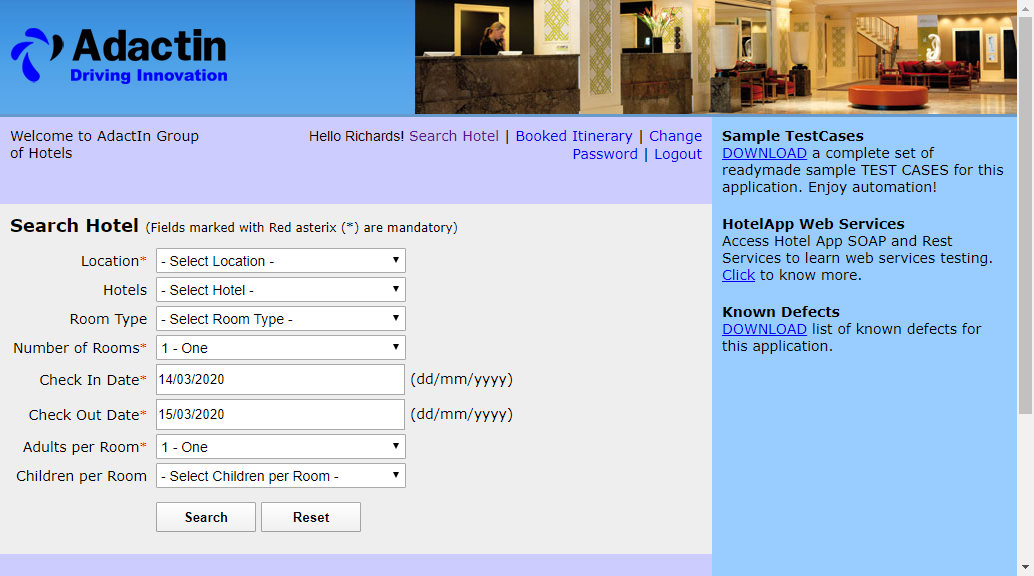 Adactin
Driving Innovation
Welcome to AdactIn Group
of Hotels
Hello Richards! Search Hotel | Booked Itinerary | Change
Password | Logout
Search Hotel (Fields marked with Red asterix (*) are mandatory)
Location* - Select Location -
Hotels - Select Hotel -
Room Type - Select Room Type -
Number of Rooms* 1 - One
Check In Date* 14/03/2020 (dd/mm/yyyy)
Check Out Date* 15/03/2020 (dd/mm/yyyy)
Adults per Room* 1 - One
Children per Room - Select Children per Room -
Search Reset
Sample TestCases
DOWNLOAD a complete set of
readymade sample TEST CASES for this
application. Enjoy automation!
HotelApp Web Services
Access Hotel App SOAP and Rest
Services to learn web services testing.
Click to know more.
Known Defects
DOWNLOAD list of known defects for
this application.